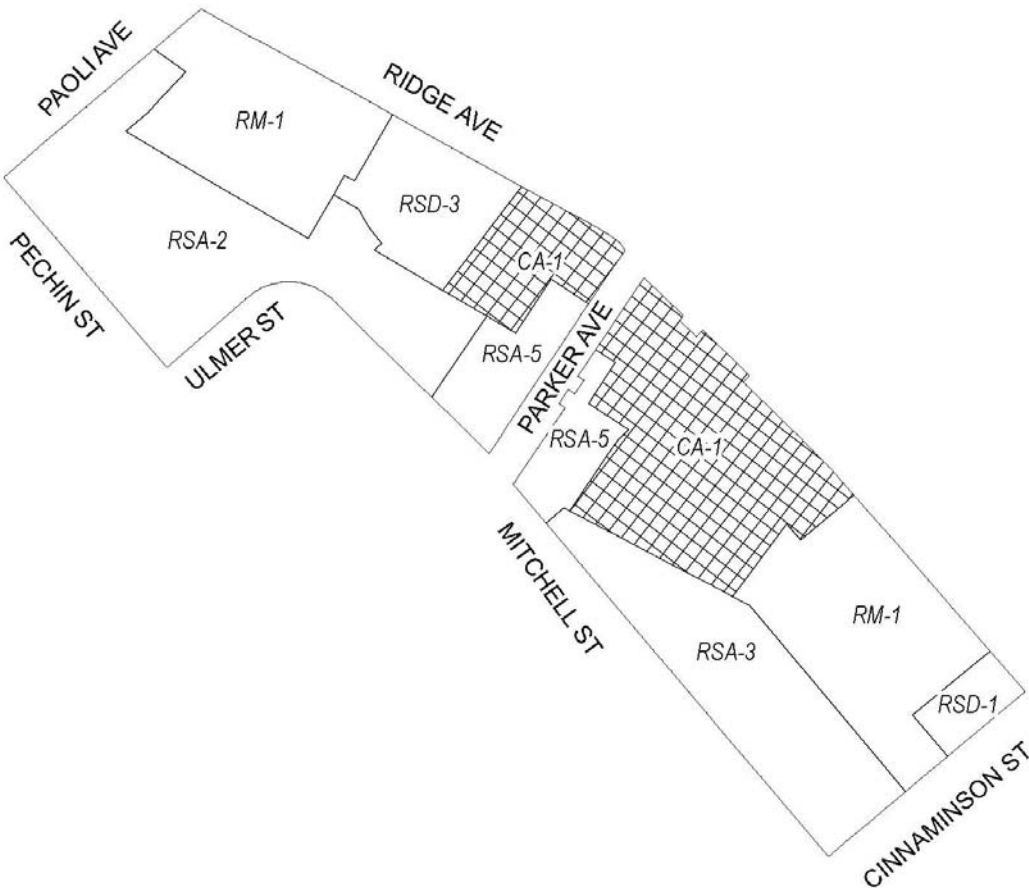 PAOLI AVE
RIDGE AVE
RM-1
RSD-3
RSA-2
CA-1
PECHIN ST
ULMER ST
RSA-5
PARKER AVE
RSA-5
CA-1
MITCHELL ST
RM-1
RSA-3
RSD-1
CINNAMINSON ST